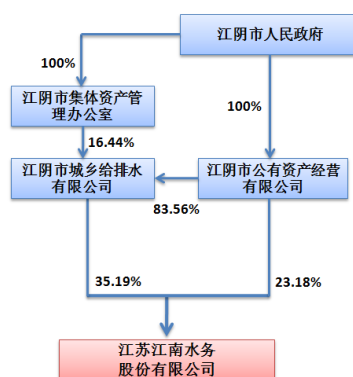 江阴市人民政府
100%
江阴市集体资产管
理办公室
100%
16.44%
江阴市城乡给排水
有限公司
江阴市公有资产经营
有限公司
83.56%
35.19%
23.18%
江苏江南水务
股份有限公司